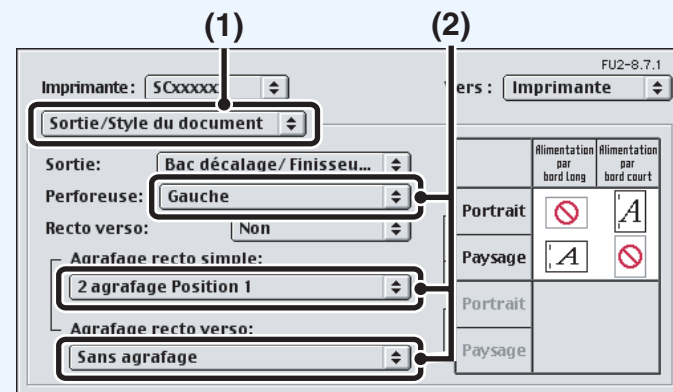 (1) (2)
FU2-8.7.1
Imprimante: SCxxxxx ers: Imprimante
Sortie/Style du document
Sortie: Bac décalage/Finisseu...
Alimentation par bord long
Alimentation par bord court
Perforeuse: Gauche
Portrait A
Recto verso: Non
Agrafage recto simple:
Paysage A
2 agrafage Position 1
Portrait
Agrafage recto verso:
Sans agrafage
Paysage